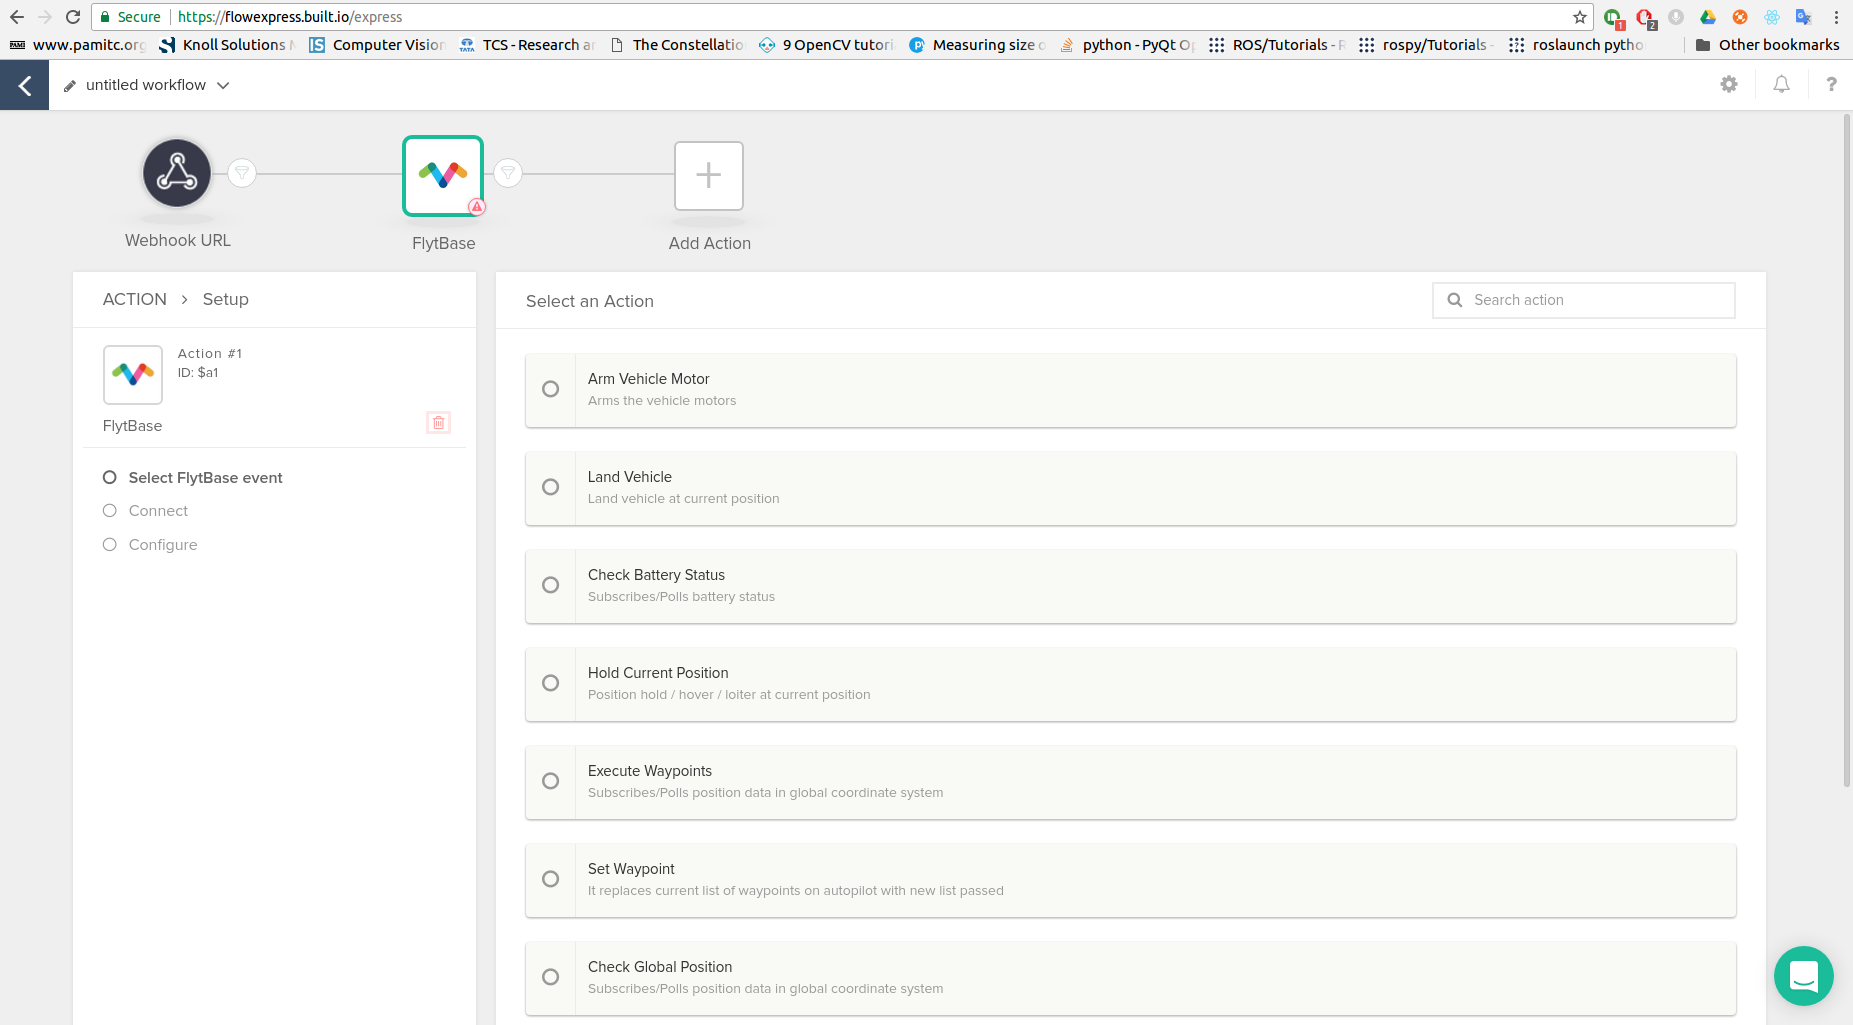 Secure https://flowexpress.built.io/express
1 2
www.pamitc.org Knoll Solutions Computer Vision TCS - Research a The Constellatio 9 OpenCV tutori Measuring size o python - PyQt O ROS/Tutorials - R rospy/Tutorials - roslaunch pytho Other bookmarks
untitled workflow
?
Webhook URL
FlytBase
Add Action
ACTION > Setup
Action #1
ID: $a1
FlytBase
Select FlytBase event
Connect
Configure
Select an Action
Search action
Arm Vehicle Motor
Arms the vehicle motors
Land Vehicle
Land vehicle at current position
Check Battery Status
Subscribes/Polls battery status
Hold Current Position
Position hold / hover / loiter at current position
Execute Waypoints
Subscribes/Polls position data in global coordinate system
Set Waypoint
It replaces current list of waypoints on autopilot with new list passed
Check Global Position
Subscribes/Polls position data in global coordinate system